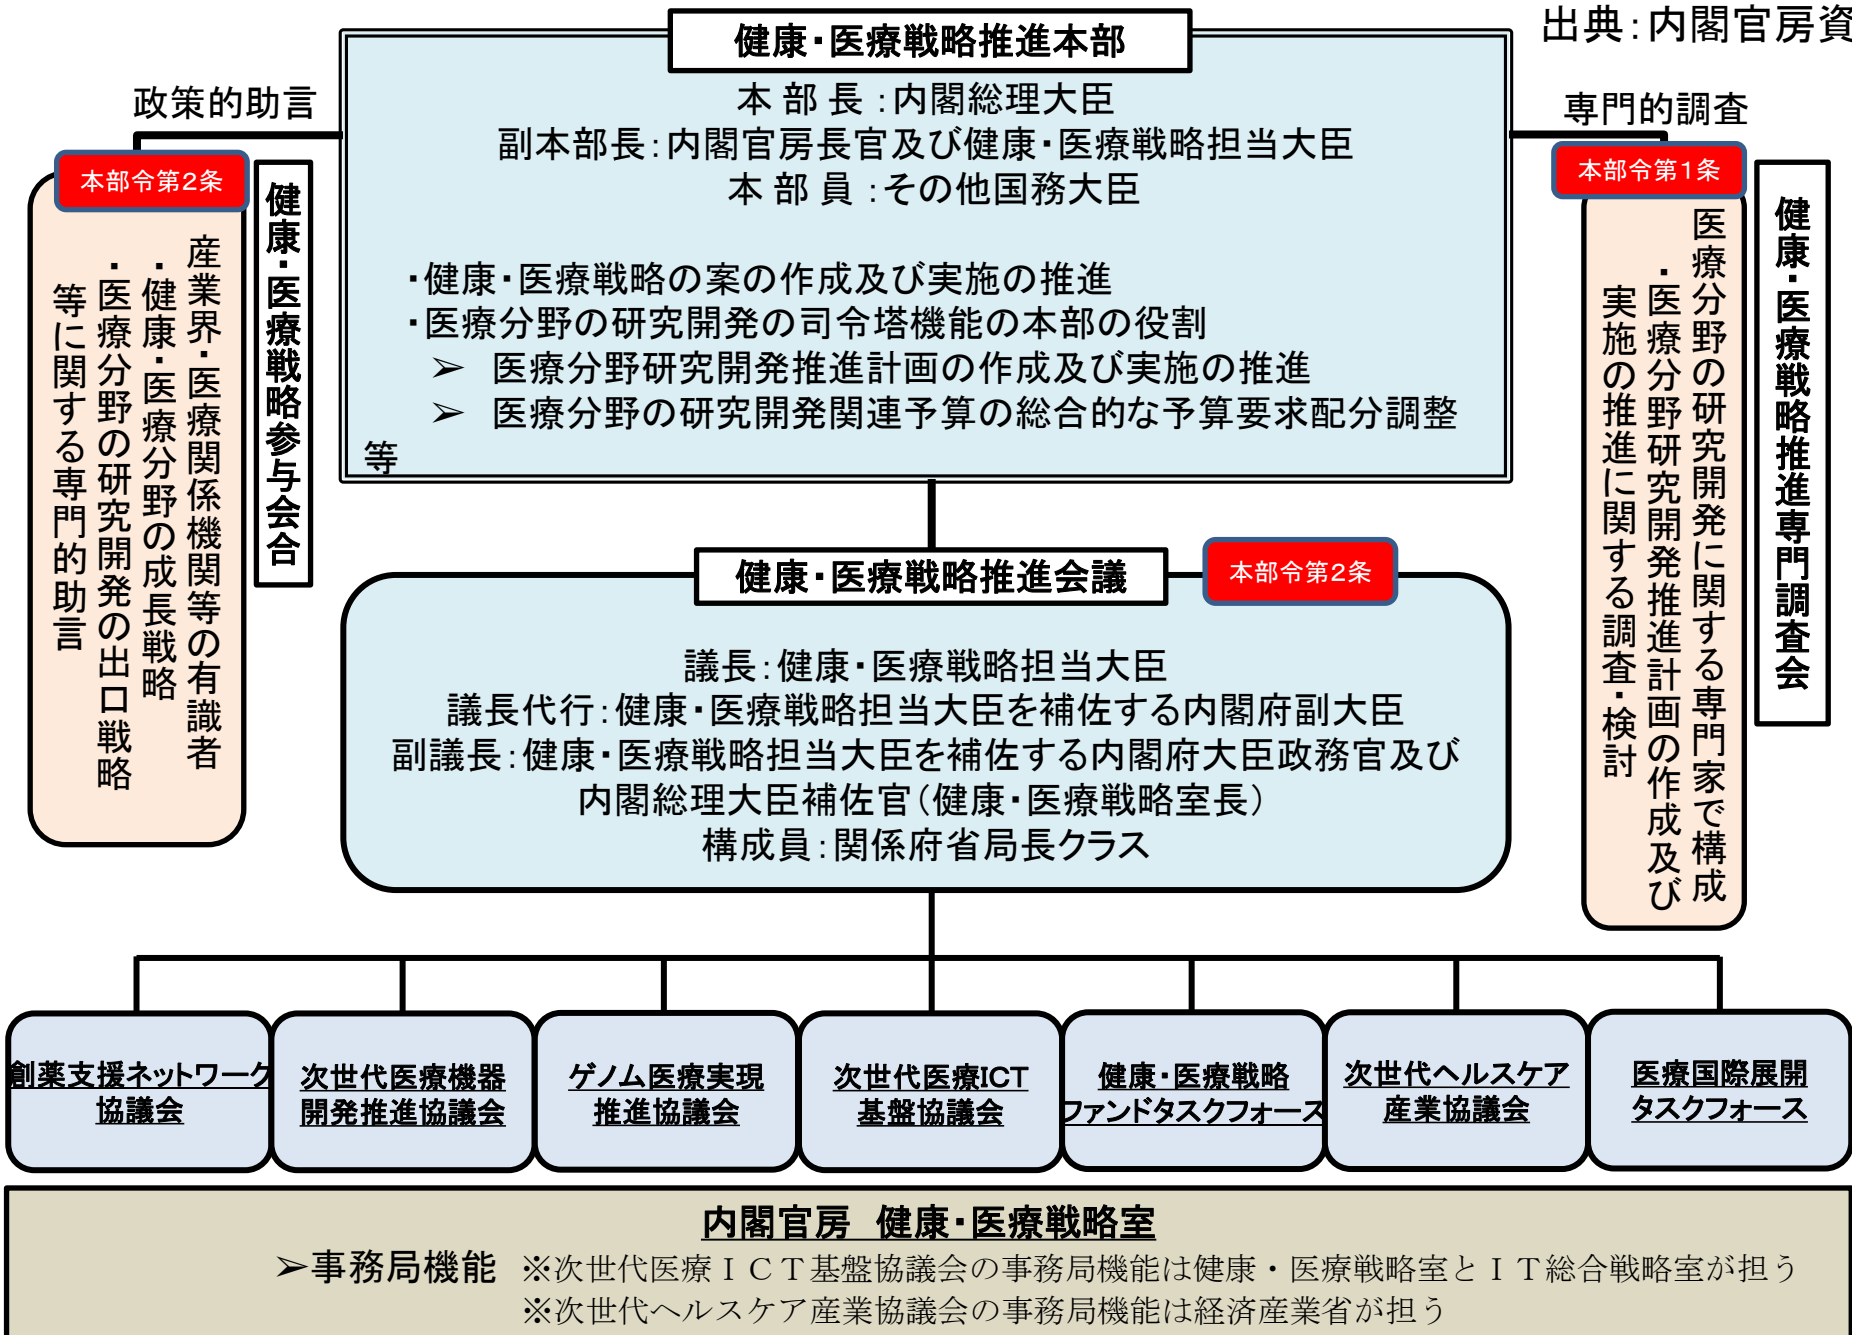 出典：内閣官房資
健康・医療戦略推進本部
本 部 長 ：内閣総理大臣
副本部長：内閣官房長官及び健康・医療戦略担当大臣
本 部 員 ：その他国務大臣
・健康・医療戦略の案の作成及び実施の推進
・医療分野の研究開発の司令塔機能の本部の役割
➢ 医療分野研究開発推進計画の作成及び実施の推進
➢ 医療分野の研究開発関連予算の総合的な予算要求配分調整
等
政策的助言
本部令第２条
健康・医療戦略参与会合
産業界・医療関係機関等の有識者
・健康・医療分野の成長戦略
・医療分野の研究開発の出口戦略
等に関する専門的助言
専門的調査
本部令第１条
健康・医療戦略推進専門調査会
医療分野の研究開発に関する専門家で構成
・医療分野研究開発推進計画の作成及び
実施の推進に関する調査・検討
健康・医療戦略推進会議
本部令第２条
議長：健康・医療戦略担当大臣
議長代行：健康・医療戦略担当大臣を補佐する内閣府副大臣
副議長：健康・医療戦略担当大臣を補佐する内閣府大臣政務官及び
内閣総理大臣補佐官（健康・医療戦略室長）
構成員：関係府省局長クラス
創薬支援ネットワーク
協議会
次世代医療機器
開発推進協議会
ゲノム医療実現
推進協議会
次世代医療ICT
基盤協議会
健康・医療戦略
ファンドタスクフォース
次世代ヘルスケア
産業協議会
医療国際展開
タスクフォース
内閣官房 健康・医療戦略室
➢事務局機能 ※次世代医療ＩＣＴ基盤協議会の事務局機能は健康・医療戦略室とＩＴ総合戦略室が担う
※次世代ヘルスケア産業協議会の事務局機能は経済産業省が担う